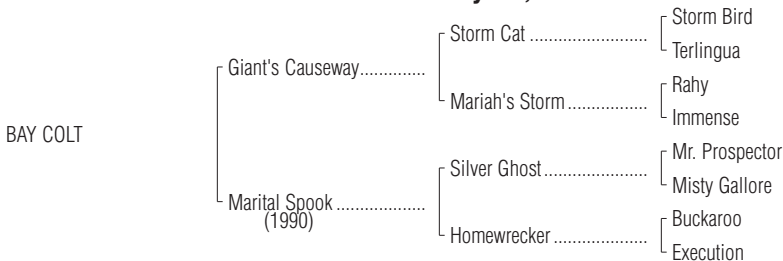 Storm Bird
Storm Cat ......................
Terlingua
Giant's Causeway..............
Rahy
Mariah's Storm.................
Immense
BAY COLT
Mr. Prospector
Silver Ghost......................
Misty Gallore
Marital Spook ...................
(1990)
Buckaroo
Homewrecker ....................
Execution